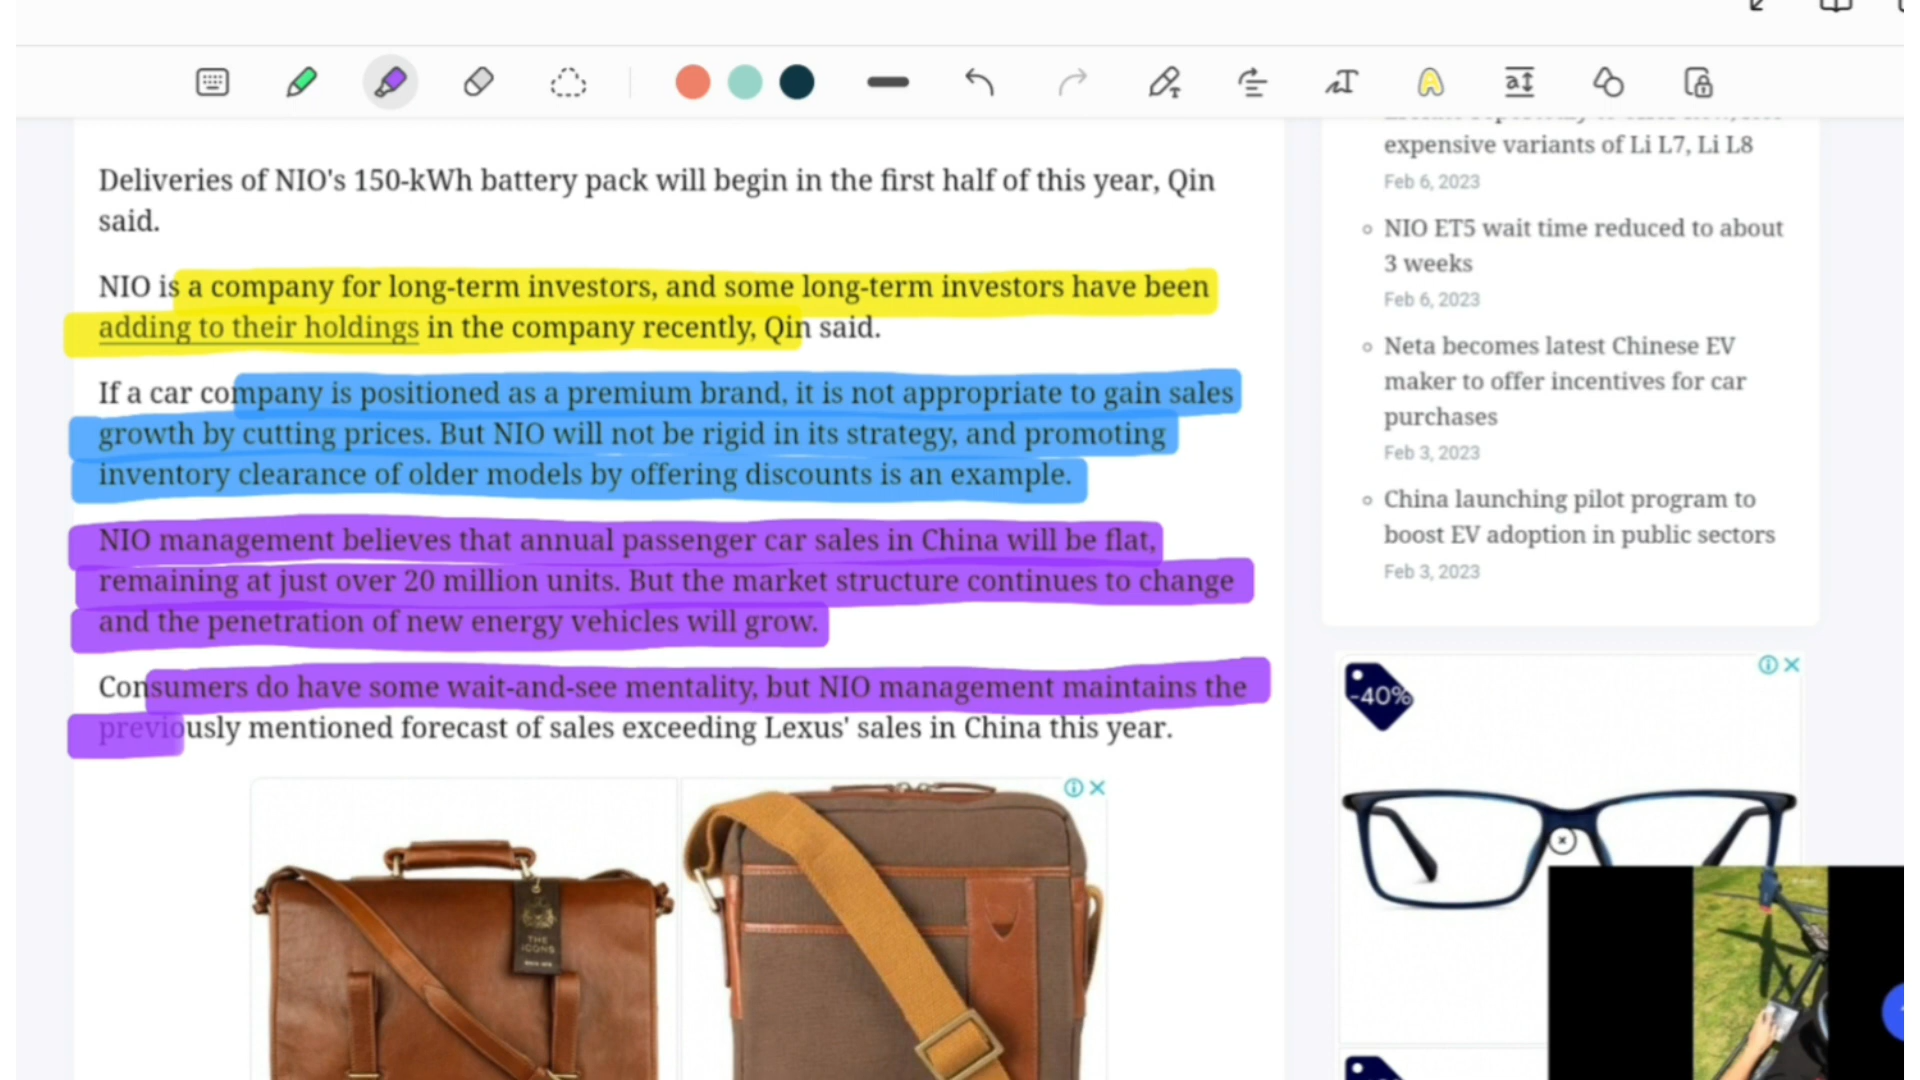 Deliveries of NIO's 150-kWh battery pack will begin in the first half of this year, Qin
said.
NIO is a company for long-term investors, and some long-term investors have been
adding to their holdings in the company recently, Qin said.
If a car company is positioned as a premium brand, it is not appropriate to gain sales
growth by cutting prices. But NIO will not be rigid in its strategy, and promoting
inventory clearance of older models by offering discounts is an example.
NIO management believes that annual passenger car sales in China will be flat,
remaining at just over 20 million units. But the market structure continues to change
and the penetration of new energy vehicles will grow.
Consumers do have some wait-and-see mentality, but NIO management maintains the
previously mentioned forecast of sales exceeding Lexus' sales in China this year.
THE
ICONS
expensive variants of Li L7, Li L8
Feb 6, 2023
NIO ET5 wait time reduced to about
3 weeks
Feb 6, 2023
Neta becomes latest Chinese EV
maker to offer incentives for car
purchases
Feb 3, 2023
China launching pilot program to
boost EV adoption in public sectors
Feb 3, 2023
-40%